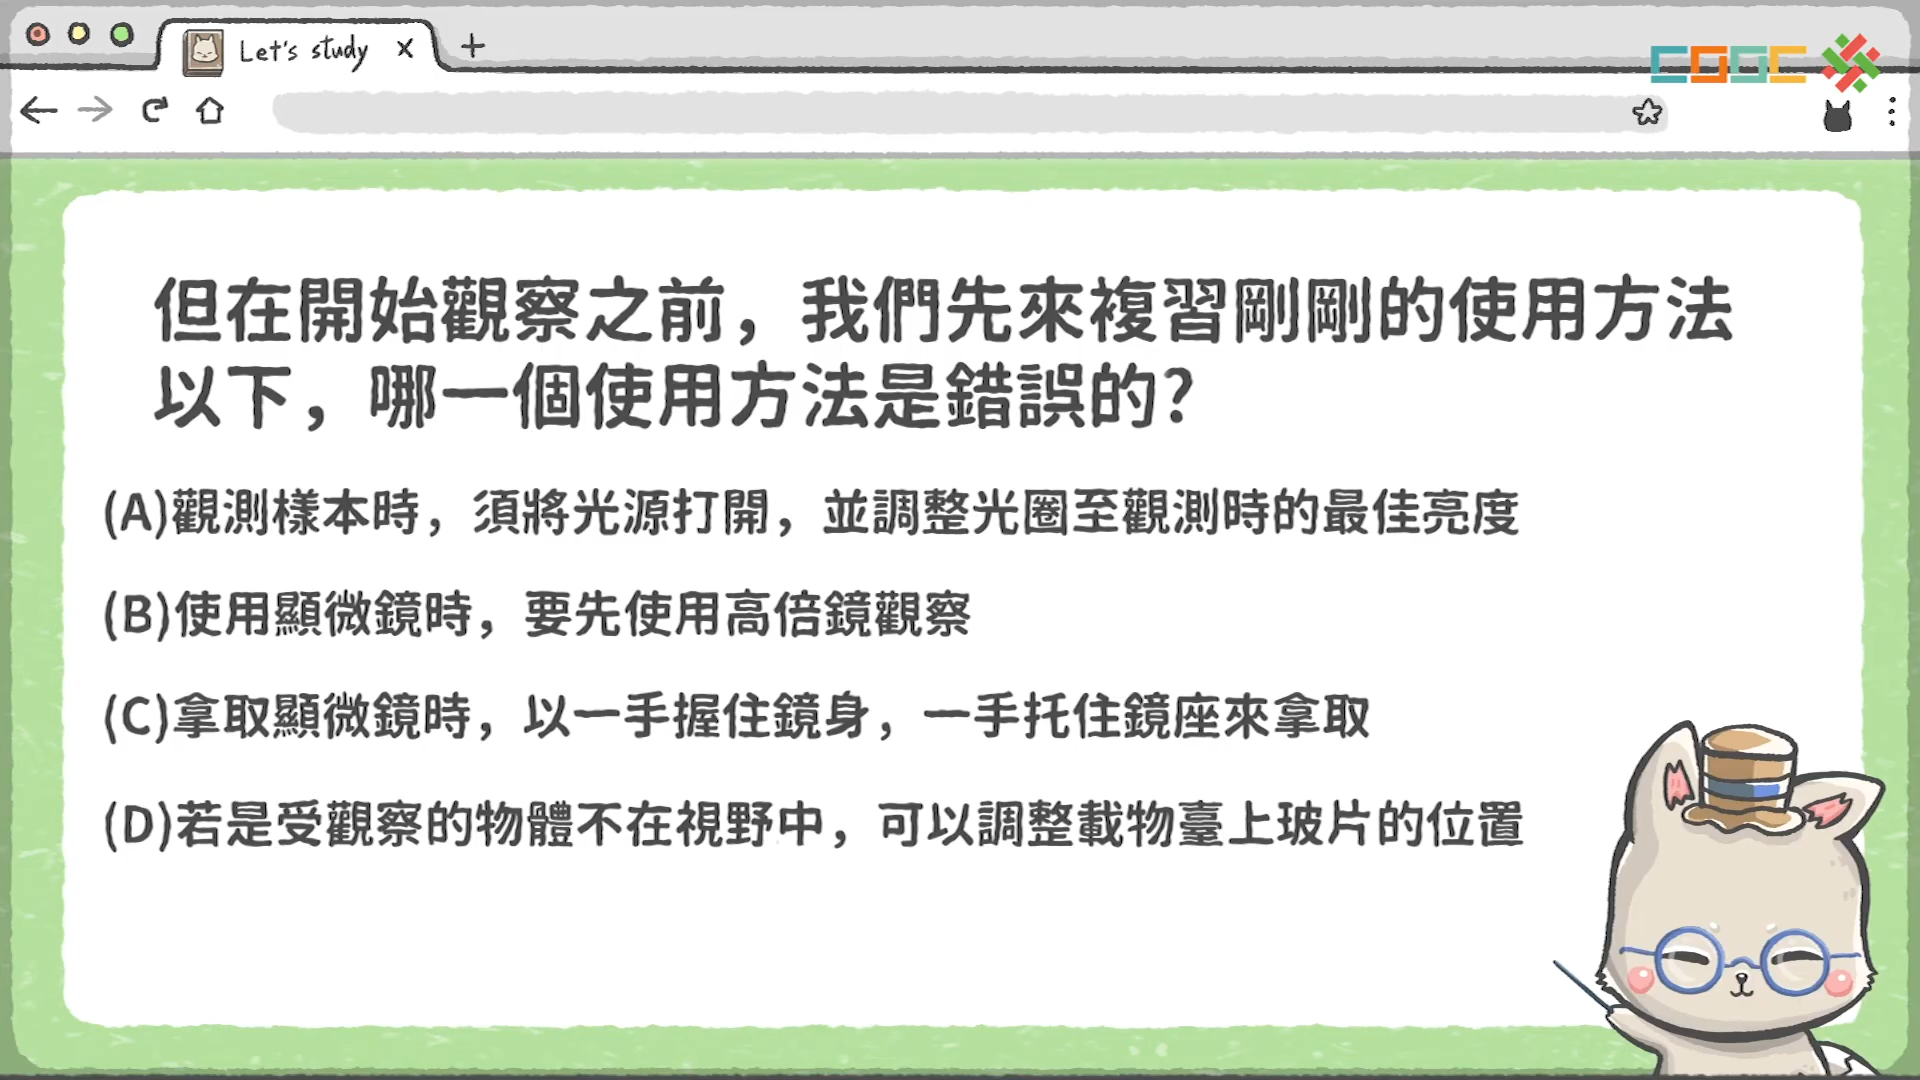 Let's study
CGGC
但在開始觀察之前，我們先來複習剛剛的使用方法
以下，哪一個使用方法是錯誤的？
(A)觀測樣本時，須將光源打開，並調整光圈至觀測時的最佳亮度
(B)使用顯微鏡時，要先使用高倍鏡觀察
(C)拿取顯微鏡時，以一手握住鏡身，一手托住鏡座來拿取
(D)若是受觀察的物體不在視野中，可以調整載物臺上玻片的位置